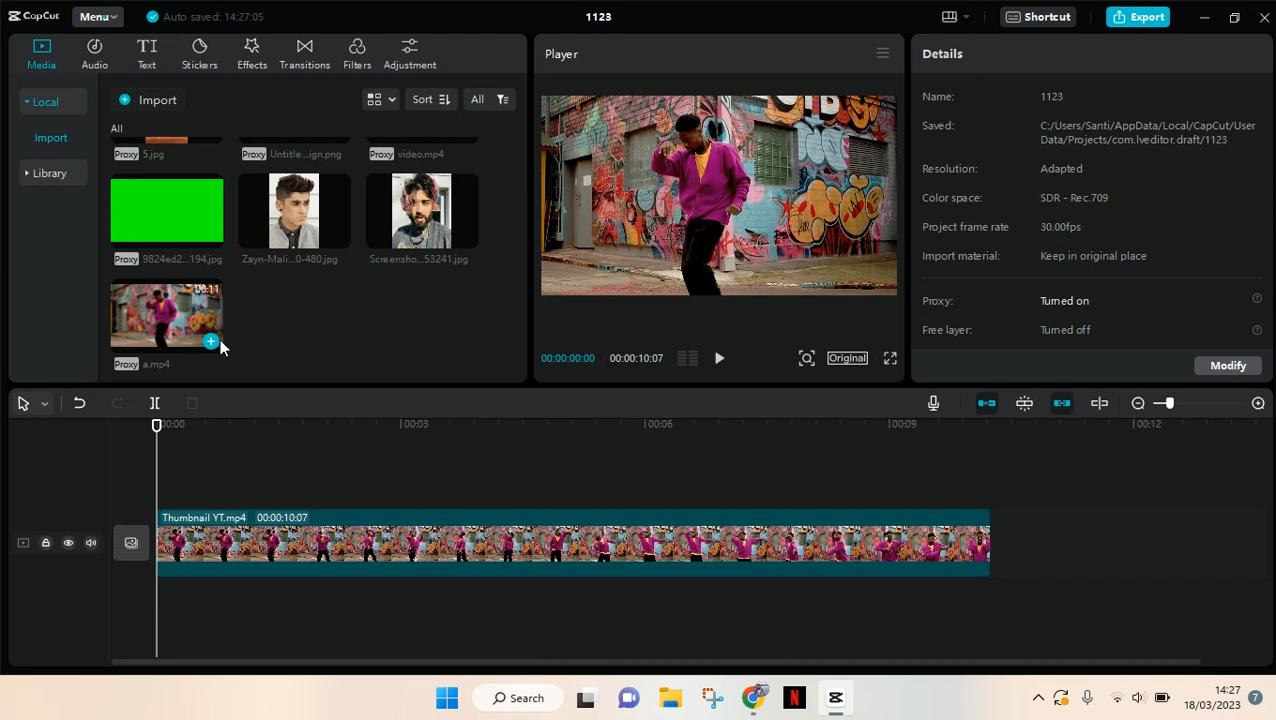 CapCut
Menu
Auto saved: 14:27:05
1123
Shortcut
Export
Media
Audio
Text
Stickers
Effects
Transitions
Filters
Adjustment
Player
Details
Local
Import
Library
Import
Sort
All
All
Proxy 5.jpg
Proxy Untitle...ign.png
Proxy video.mp4
Proxy 9824ed2...194.jpg
Zayn-Mali...0-480.jpg
Screensho...53241.jpg
00:11
Proxy a.mp4
00:00:00:00 / 00:00:10:07
Original
Name: 1123
Saved: C:/Users/Santi/AppData/Local/CapCut/User
Data/Projects/com.lveditor.draft/1123
Resolution: Adapted
Color space: SDR - Rec.709
Project frame rate 30.00fps
Import material: Keep in original place
Proxy: Turned on
Free layer: Turned off
Modify
00:00
00:03
00:06
00:09
00:12
Thumbnail YT.mp4 00:00:10:07
Search
14:27
18/03/2023
7